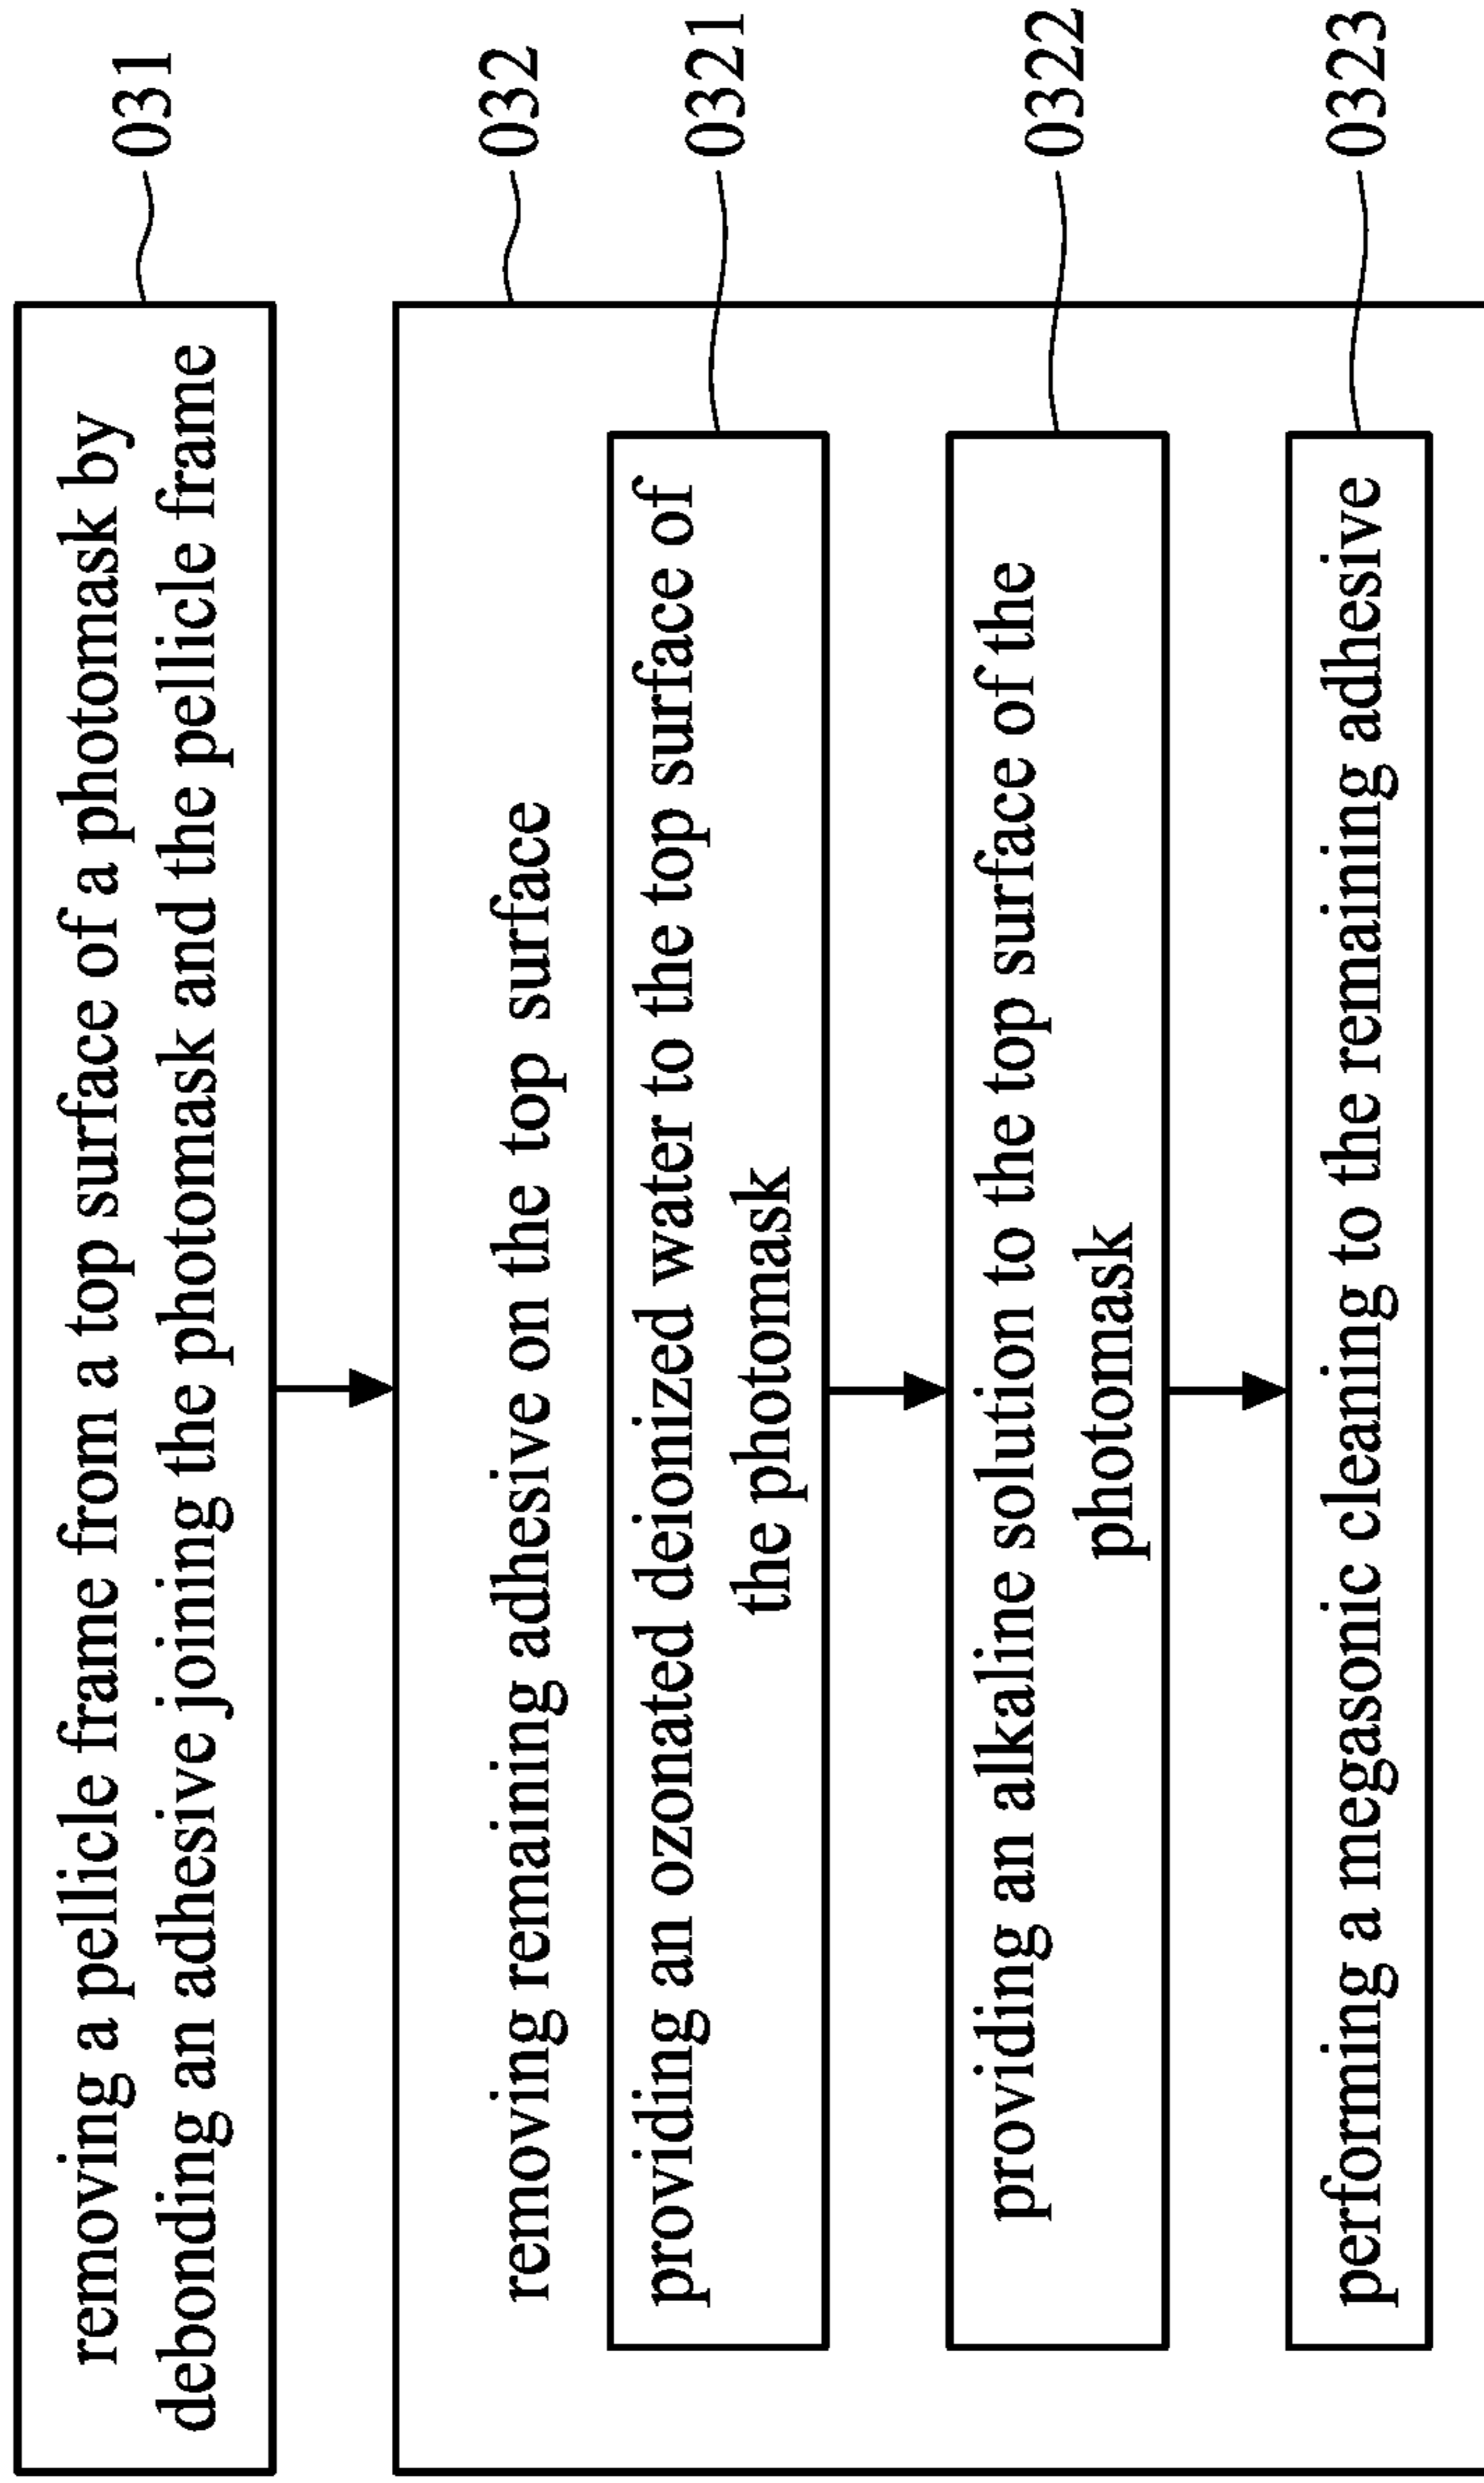 removing a pellicle frame from a top surface of a photomask by
debonding an adhesive joining the photomask and the pellicle frame
031
removing remaining adhesive on the top surface
032
providing an ozonated deionized water to the top surface of
the photomask
0321
providing an alkaline solution to the top surface of the
photomask
0322
performing a megasonic cleaning to the remaining adhesive
0323